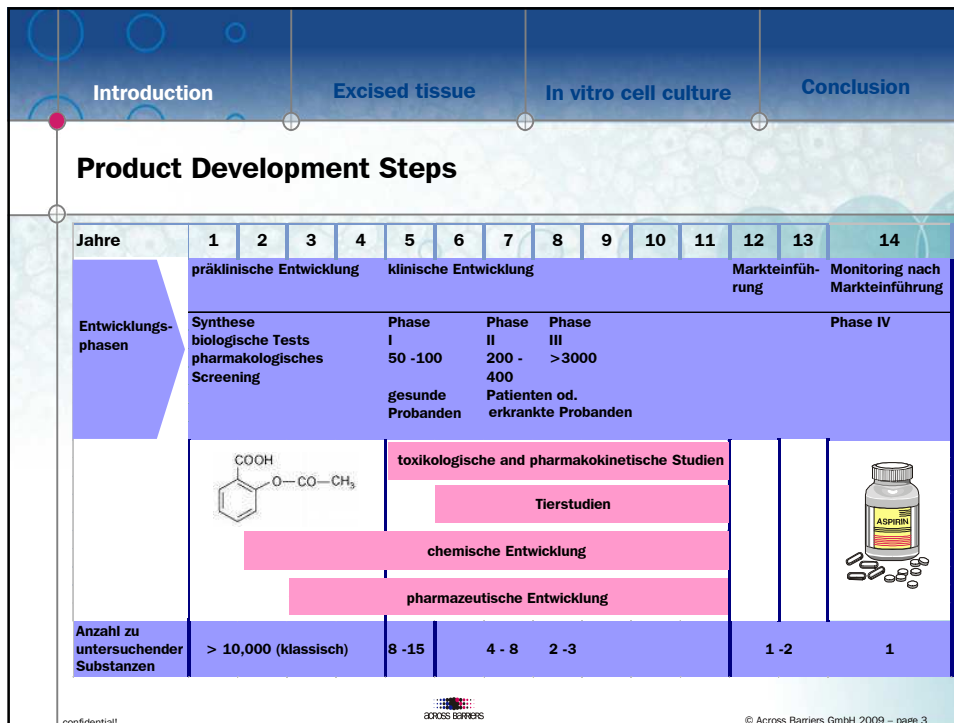 Introduction
Excised tissue
In vitro cell culture
Conclusion
Product Development Steps
Jahre 1 2 3 4 5 6 7 8 9 10 11 12 13 14
Entwicklungs-
phasen
präklinische Entwicklung
klinische Entwicklung
Markteinfüh-
rung
Monitoring nach
Markteinführung
Synthese
biologische Tests
pharmakologisches
Screening
Phase
I
50 -100
gesunde
Probanden
Phase
II
200 -
400
Patienten od.
erkrankte Probanden
Phase
III
>3000
Phase IV
COOH
O—CO—CH3
toxikologische and pharmakokinetische Studien
Tierstudien
chemische Entwicklung
pharmazeutische Entwicklung
ASPIRIN
Anzahl zu
untersuchender
Substanzen
> 10,000 (klassisch) 8 -15 4 - 8 2 -3 1 -2 1
confidential!
ACROSS BARRIERS
© Across Barriers GmbH 2009 – page 3